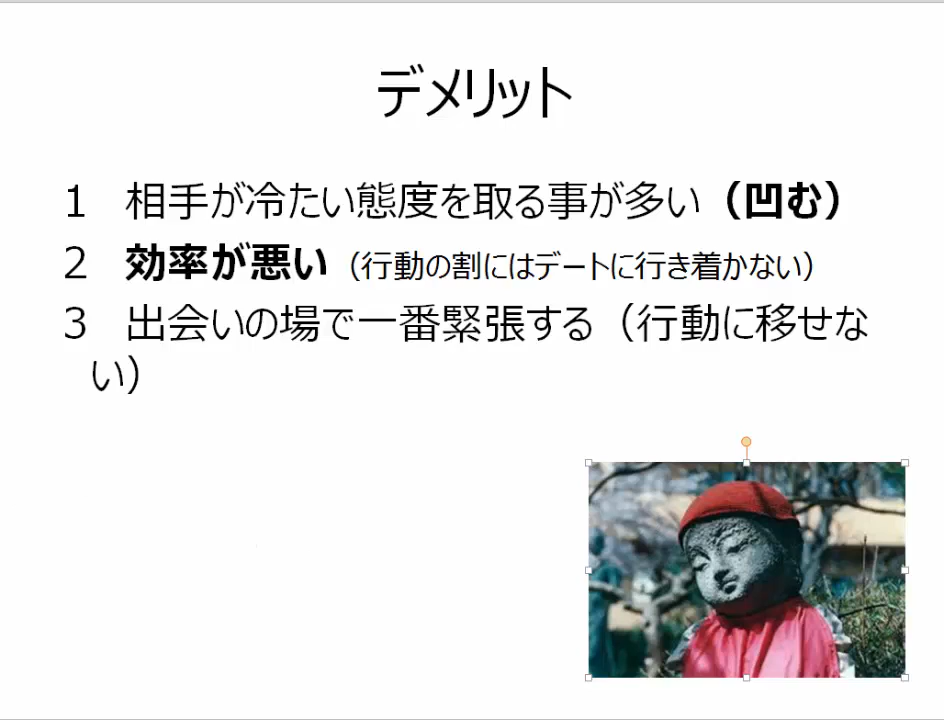 デメリット
1　相手が冷たい態度を取る事が多い（凹む）
2　効率が悪い（行動の割にはデートに行き着かない）
3　出会いの場で一番緊張する（行動に移せな
い）